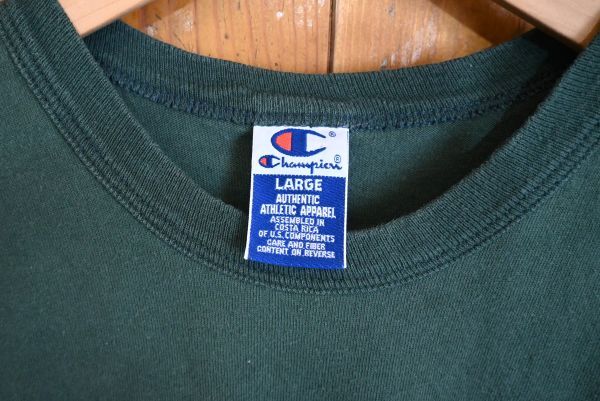 C®
Champion®
LARGE
AUTHENTIC
ATHLETIC APPAREL
ASSEMBLED IN
COSTA RICA
OF U.S. COMPONENTS
CARE AND FIBER
CONTENT ON REVERSE